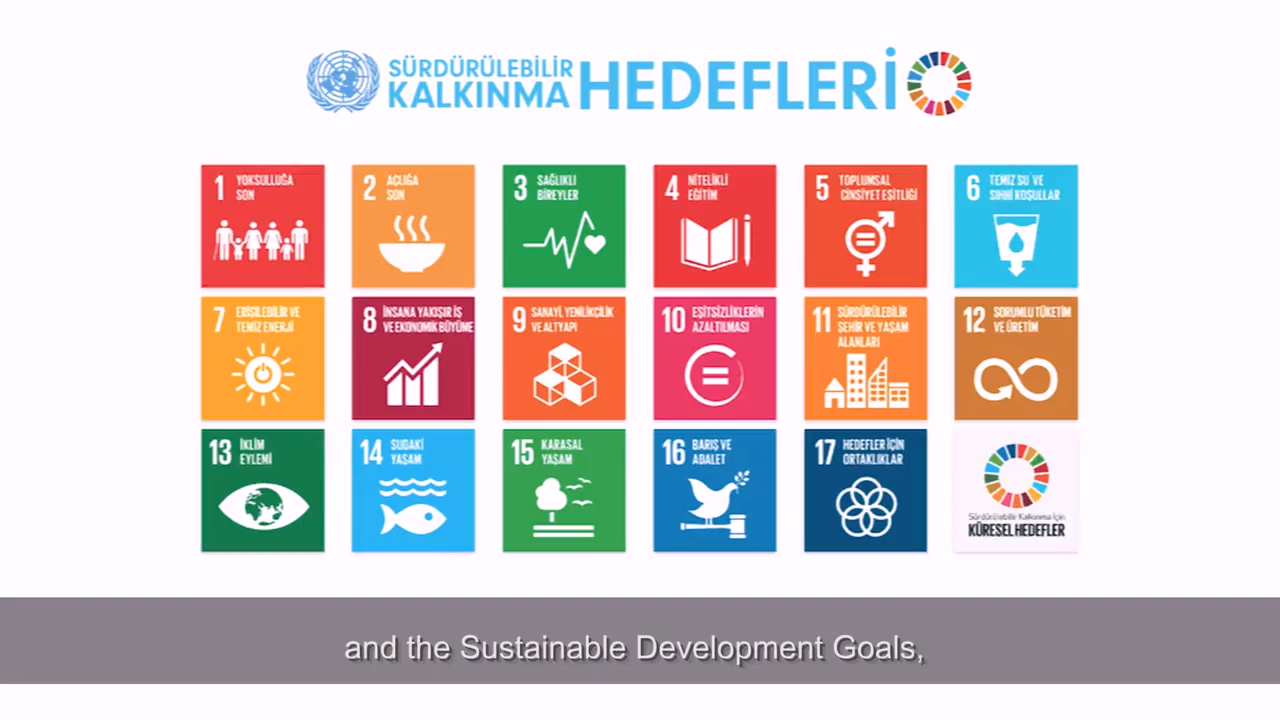 SÜRDÜRÜLEBİLİR
KALKINMA
HEDEFLERİ
1 YOKSULLUĞA
SON
2 AÇLIĞA
SON
3 SAĞLIKLI
BİREYLER
4 NİTELİKLİ
EĞİTİM
5 TOPLUMSAL
CİNSİYET EŞİTLİĞİ
6 TEMİZ SU VE
SIHHİ KOŞULLAR
7 ERİŞİLEBİLİR VE
TEMİZ ENERJİ
8 İNSANA YAKIŞIR İŞ
VE EKONOMİK BÜYÜME
9 SANAYİ, YENİLİKÇİLİK
VE ALTYAPI
10 EŞİTSİZLİKLERİN
AZALTILMASI
11 SÜRDÜRÜLEBİLİR
ŞEHİR VE YAŞAM
ALANLARI
12 SORUMLU TÜKETİM
VE ÜRETİM
13 İKLİM
EYLEMİ
14 SUDAKİ
YAŞAM
15 KARASAL
YAŞAM
16 BARIŞ VE
ADALET
17 HEDEFLER İÇİN
ORTAKLIKLAR
Sürdürülebilir Kalkınma İçin
KÜRESEL HEDEFLER
and the Sustainable Development Goals,